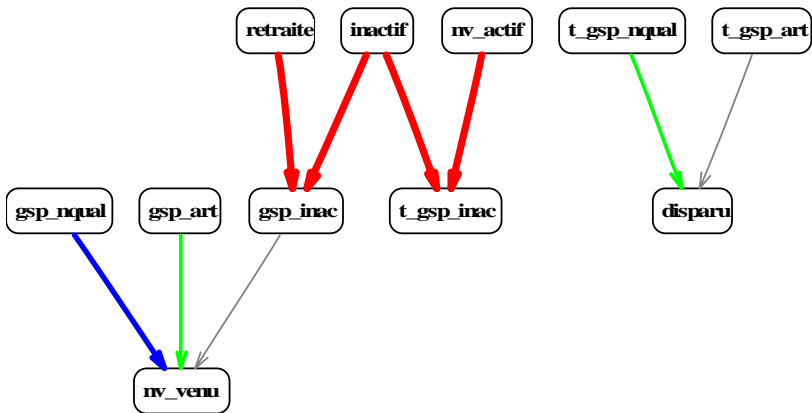 retraite
inactif
nv_actif
t_gsp_nqual
t_gsp_art
gsp_nqual
gsp_art
gsp_inac
t_gsp_inac
disparu
nv_venu